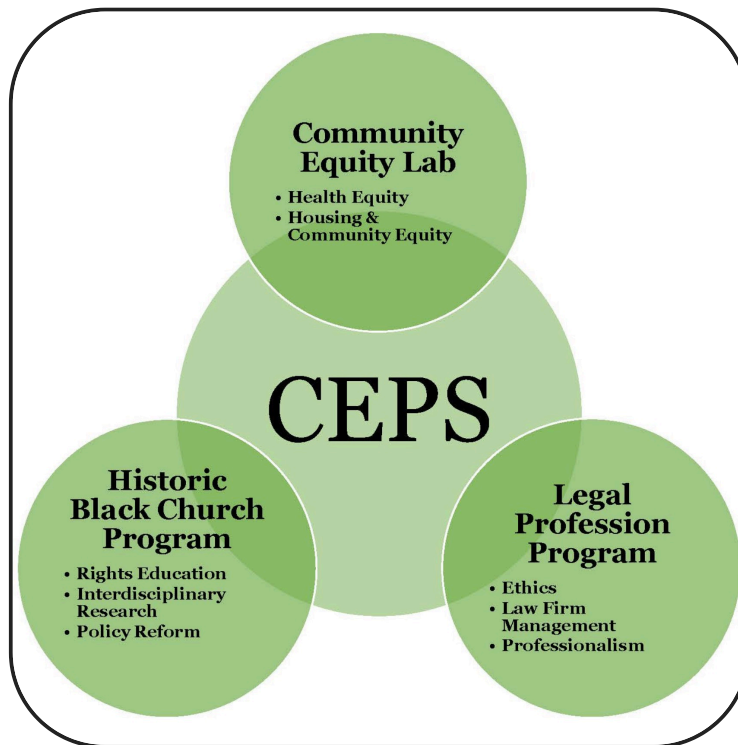 Community
Equity Lab
• Health Equity
• Housing &
Community Equity
CEPS
Historic
Black Church
Program
• Rights Education
• Interdisciplinary
Research
• Policy Reform
Legal
Profession
Program
• Ethics
• Law Firm
Management
• Professionalism